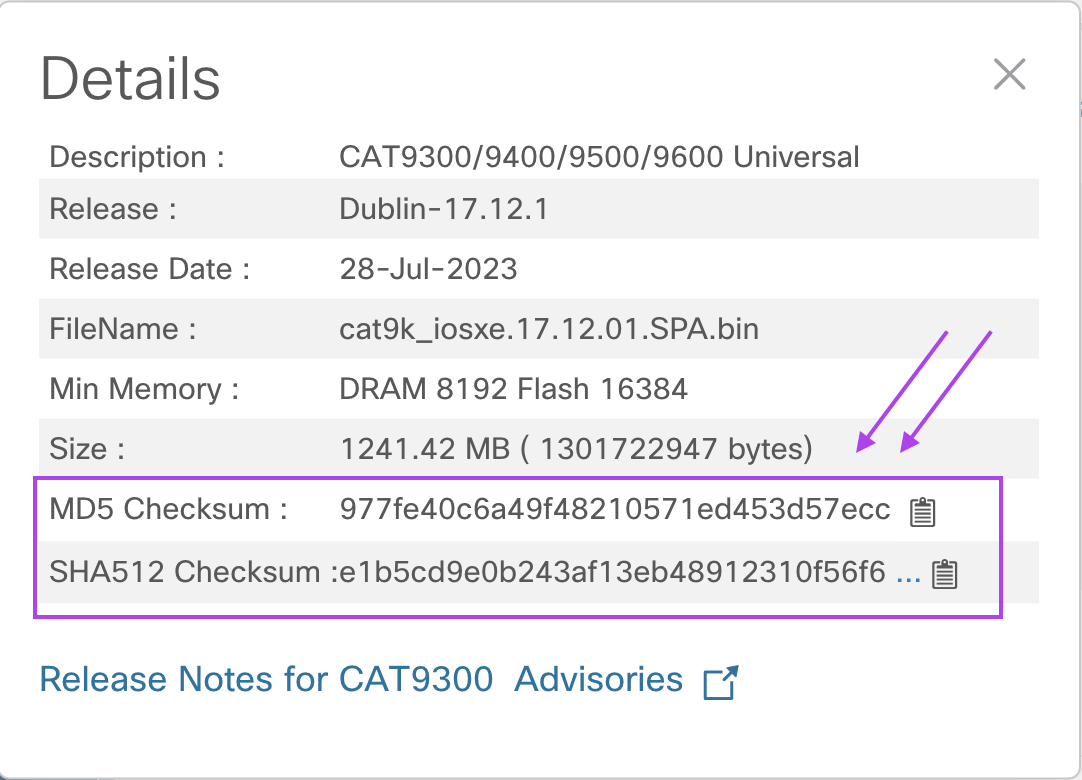 Details
Description : CAT9300/9400/9500/9600 Universal
Release : Dublin-17.12.1
Release Date : 28-Jul-2023
FileName : cat9k_iosxe.17.12.01.SPA.bin
Min Memory : DRAM 8192 Flash 16384
Size : 1241.42 MB ( 1301722947 bytes)
MD5 Checksum : 977fe40c6a49f48210571ed453d57ecc
SHA512 Checksum :e1b5cd9e0b243af13eb48912310f56f6 ...
Release Notes for CAT9300 Advisories